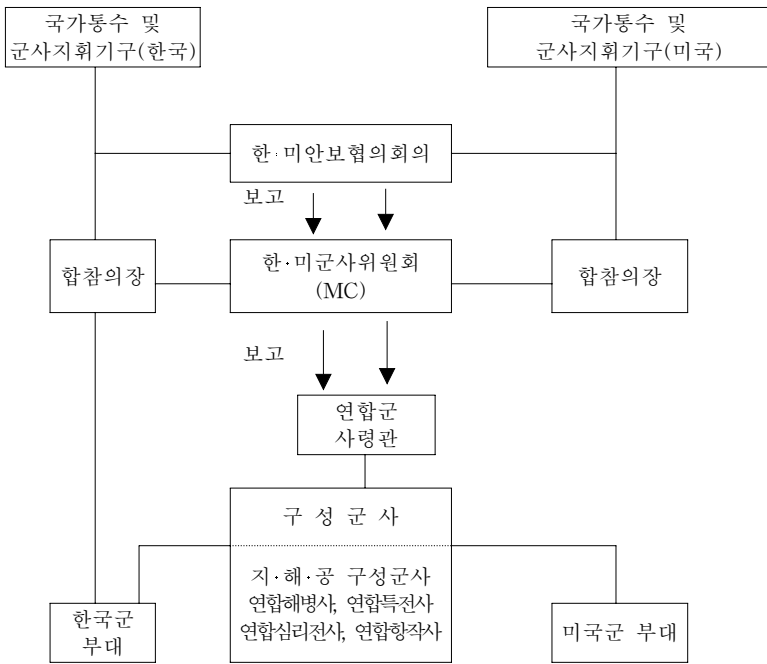 국가통수 및
군사지휘기구(한국)
국가통수 및
군사지휘기구(미국)
한·미안보협의회의
보고
합참의장
한·미군사위원회
(MC)
합참의장
보고
연합군
사령관
구 성 군 사
지·해·공 구성군사
연합해병사, 연합특전사
연합심리전사, 연합항작사
한국군
부대
미국군 부대